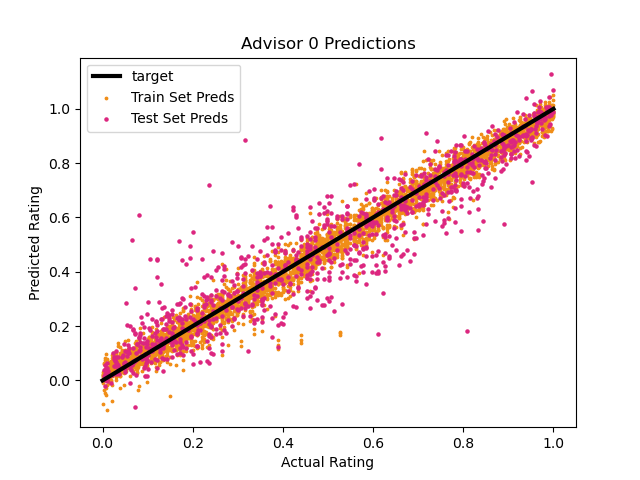 Advisor 0 Predictions
target
Train Set Preds
Test Set Preds
Predicted Rating
1.0
0.8
0.6
0.4
0.2
0.0
0.0 0.2 0.4 0.6 0.8 1.0
Actual Rating